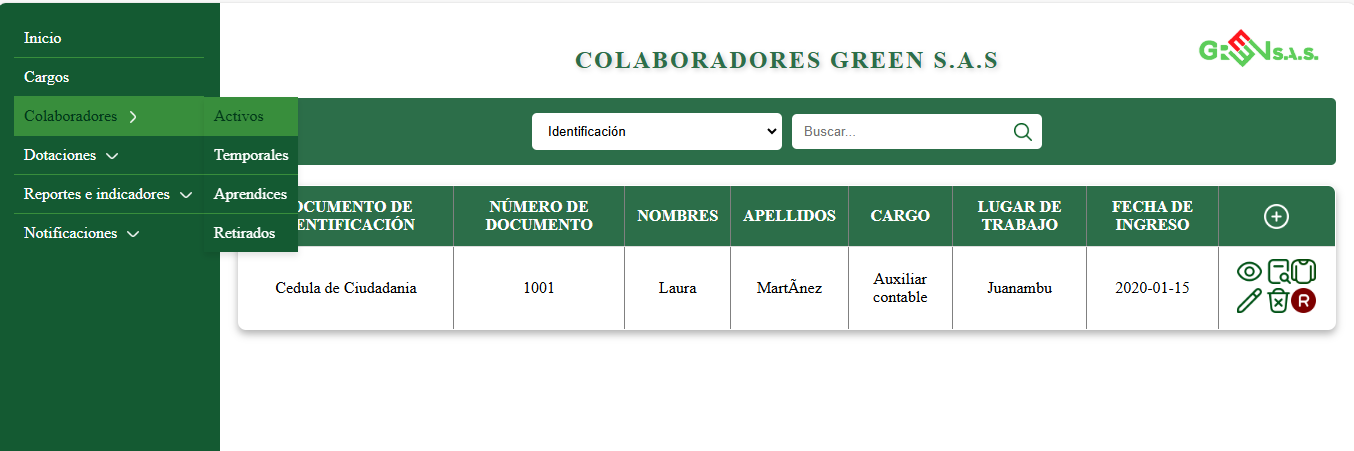 Inicio
Cargos
Colaboradores
Dotaciones
Reportes e indicadores
Notificaciones
Activos
Temporales
Aprendices
Retirados
COLABORADORES GREEN S.A.S
GREEN S.A.S.
Identificación
Buscar...
OCUMENTO DE
ENTIFICACIÓN
NÚMERO DE
DOCUMENTO
NOMBRES
APELLIDOS
CARGO
LUGAR DE
TRABAJO
FECHA DE
INGRESO
Cedula de Ciudadania
1001
Laura
MartÃnez
Auxiliar
contable
Juanambu
2020-01-15
R